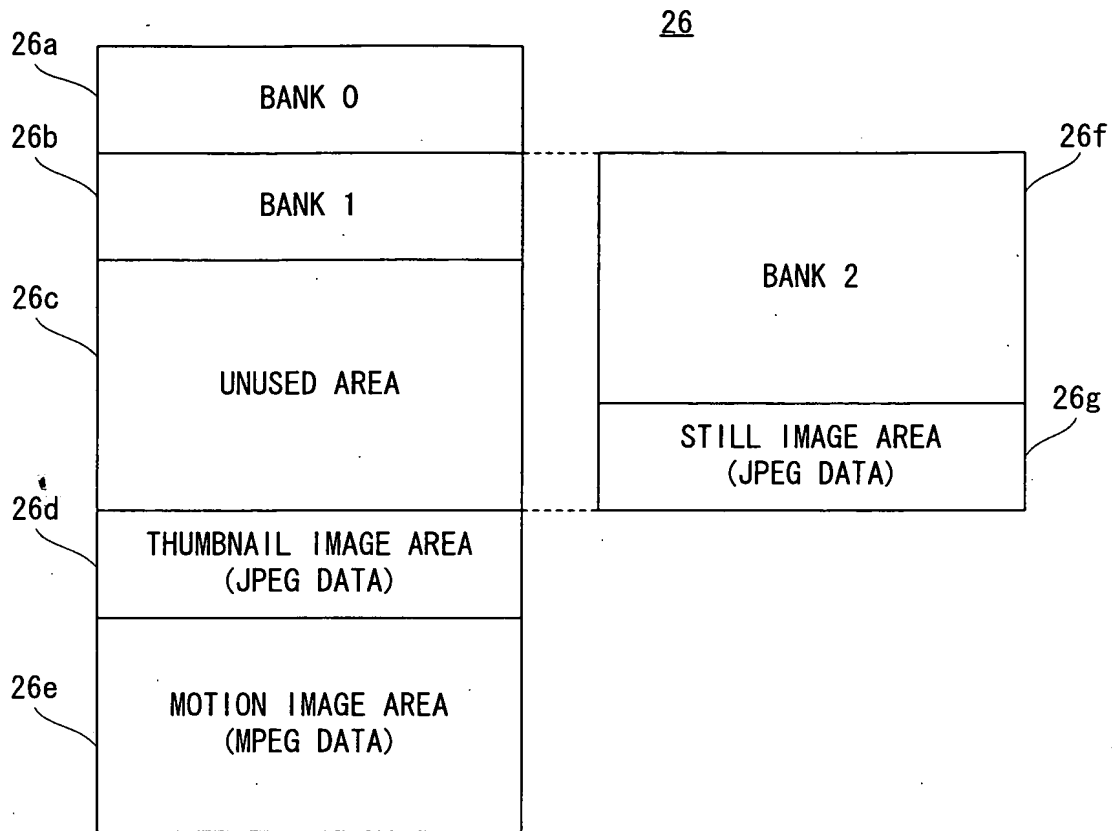 26
26a
BANK 0
26b
BANK 1
26c
UNUSED AREA
26d
THUMBNAIL IMAGE AREA
(JPEG DATA)
26e
MOTION IMAGE AREA
(MPEG DATA)
26f
BANK 2
26g
STILL IMAGE AREA
(JPEG DATA)